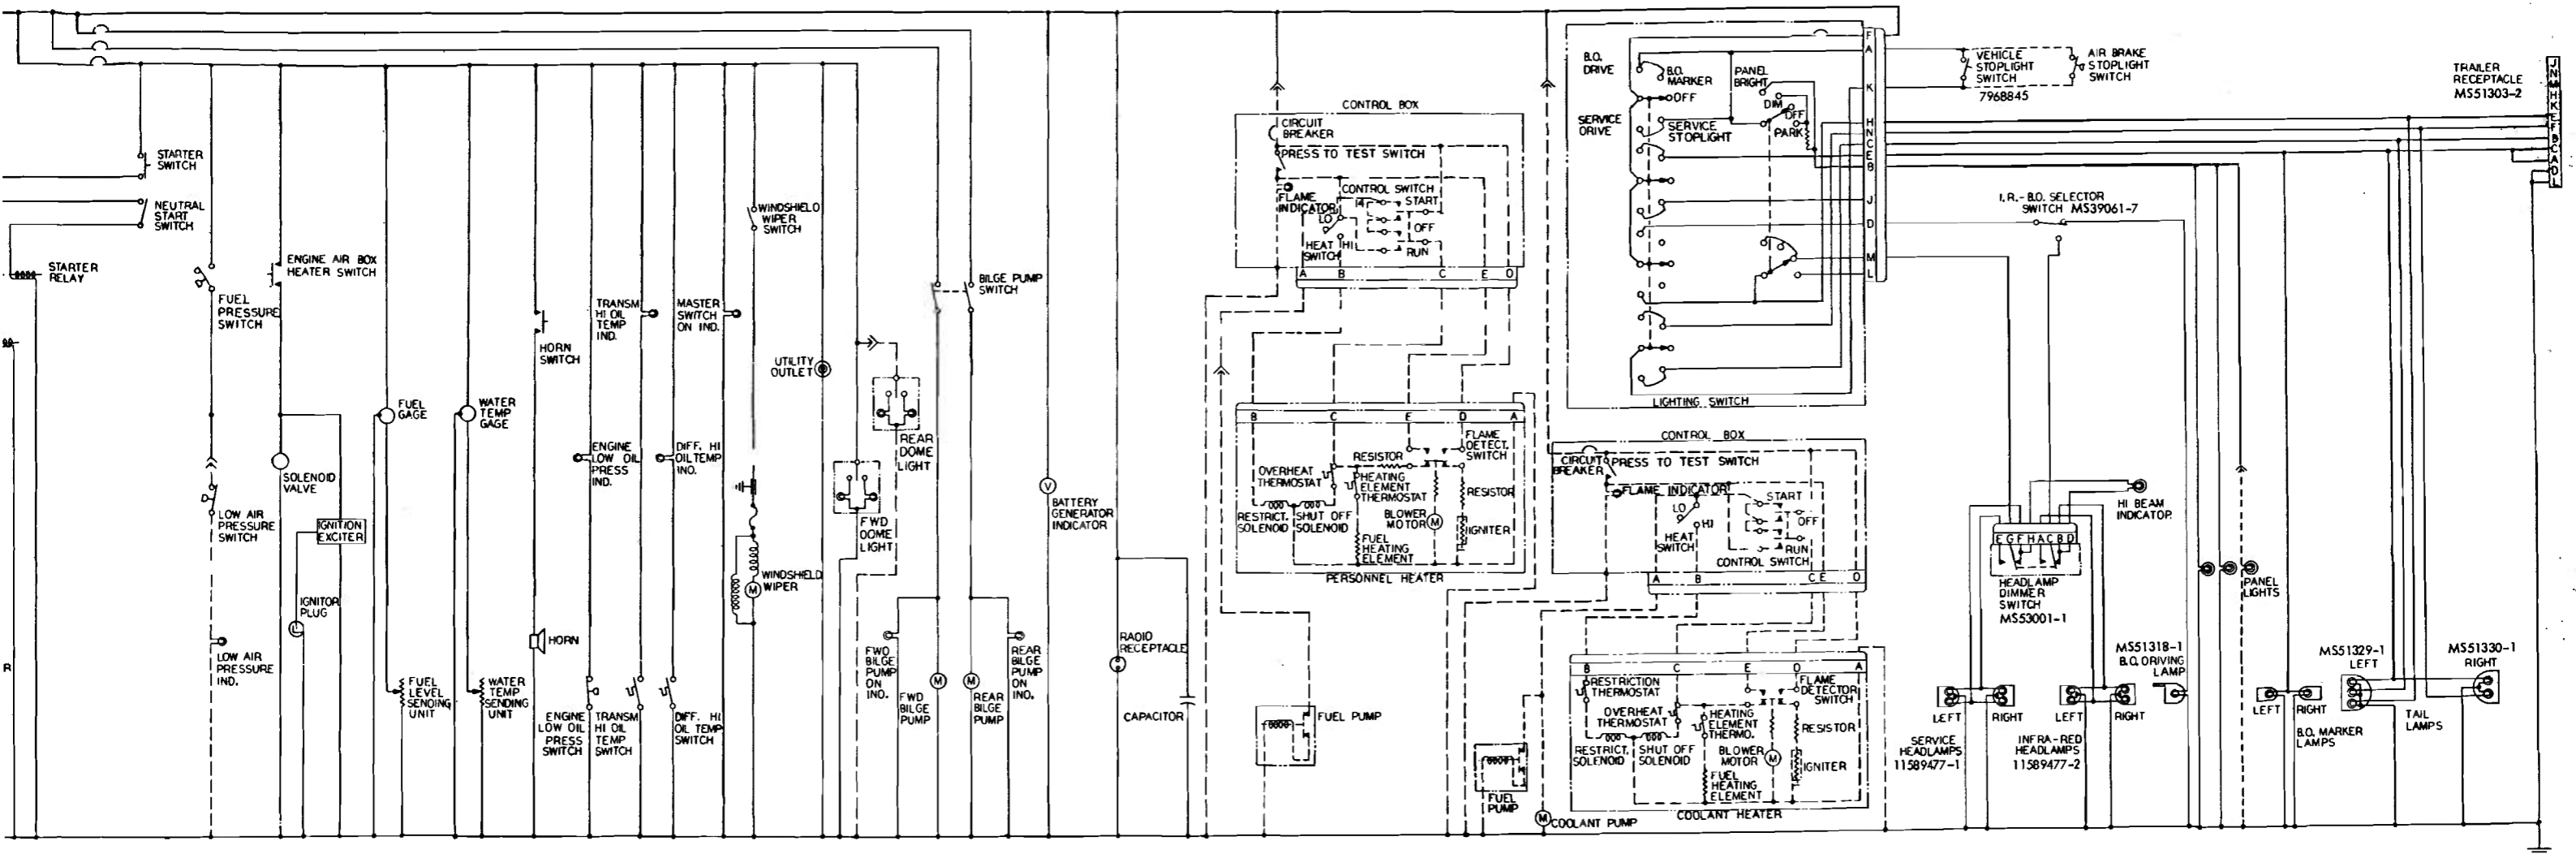 STARTER
SWITCH
NEUTRAL
START
SWITCH
STARTER
RELAY
R
FUEL
PRESSURE
SWITCH
ENGINE AIR BOX
HEATER SWITCH
SOLENOID
VALVE
LOW AIR
PRESSURE
SWITCH
IGNITION
EXCITER
IGNITOR
PLUG
LOW AIR
PRESSURE
IND.
FUEL
GAGE
FUEL
LEVEL
SENDING
UNIT
WATER
TEMP
GAGE
WATER
TEMP
SENDING
UNIT
HORN
SWITCH
HORN
TRANSM
HI OIL
TEMP
IND.
MASTER
SWITCH
ON IND.
ENGINE
LOW OIL
PRESS
IND.
DIFF. HI
OIL TEMP
IND.
ENGINE
LOW OIL
PRESS
SWITCH
TRANSM
HI OIL
TEMP
SWITCH
DIFF. HI
OIL TEMP
SWITCH
WINDSHIELD
WIPER
SWITCH
M
WINDSHIELD
WIPER
UTILITY
OUTLET
REAR
DOME
LIGHT
FWD
DOME
LIGHT
BILGE PUMP
SWITCH
FWD
BILGE
PUMP
ON
IND.
M
FWD
BILGE
PUMP
M
REAR
BILGE
PUMP
REAR
BILGE
PUMP
ON
IND.
V
BATTERY
GENERATOR
INDICATOR
RADIO
RECEPTACLE
CAPACITOR
CONTROL BOX
CIRCUIT
BREAKER
PRESS TO TEST SWITCH
FLAME
INDICATOR
CONTROL SWITCH
START
LO
OFF
HEAT
SWITCH
HI
RUN
A B C E D
B C E D A
FLAME
DETECT.
SWITCH
RESISTOR
OVERHEAT
THERMOSTAT
HEATING
ELEMENT
THERMOSTAT
RESISTOR
RESTRICT.
SOLENOID
SHUT OFF
SOLENOID
BLOWER
MOTOR
M
IGNITER
FUEL
HEATING
ELEMENT
PERSONNEL HEATER
FUEL PUMP
B.O.
DRIVE
B.O.
MARKER
OFF
SERVICE
DRIVE
SERVICE
STOPLIGHT
PANEL
BRIGHT
DIM
OFF
PARK
F
A
K
H
N
C
E
B
J
D
M
L
LIGHTING SWITCH
CONTROL BOX
CIRCUIT
BREAKER
PRESS TO TEST SWITCH
FLAME INDICATOR
START
LO
OFF
HI
HEAT
SWITCH
RUN
CONTROL SWITCH
A B C E D
B C E D A
RESTRICTION
THERMOSTAT
FLAME
DETECTOR
SWITCH
OVERHEAT
THERMOSTAT
HEATING
ELEMENT
THERMO.
RESISTOR
RESTRICT.
SOLENOID
SHUT OFF
SOLENOID
BLOWER
MOTOR
M
IGNITER
FUEL
HEATING
ELEMENT
COOLANT HEATER
FUEL
PUMP
M
COOLANT PUMP
VEHICLE
STOPLIGHT
SWITCH
7968845
AIR BRAKE
STOPLIGHT
SWITCH
TRAILER
RECEPTACLE
MS51303-2
J
N
M
H
K
E
F
B
C
A
D
L
I.R.-B.O. SELECTOR
SWITCH MS39061-7
HI BEAM
INDICATOR.
E G F H A C B D
HEADLAMP
DIMMER
SWITCH
MS53001-1
PANEL
LIGHTS
LEFT
RIGHT
SERVICE
HEADLAMPS
11589477-1
LEFT
RIGHT
INFRA-RED
HEADLAMPS
11589477-2
MS51318-1
B.O. DRIVING
LAMP
LEFT
RIGHT
B.O. MARKER
LAMPS
MS51329-1
LEFT
MS51330-1
RIGHT
TAIL
LAMPS